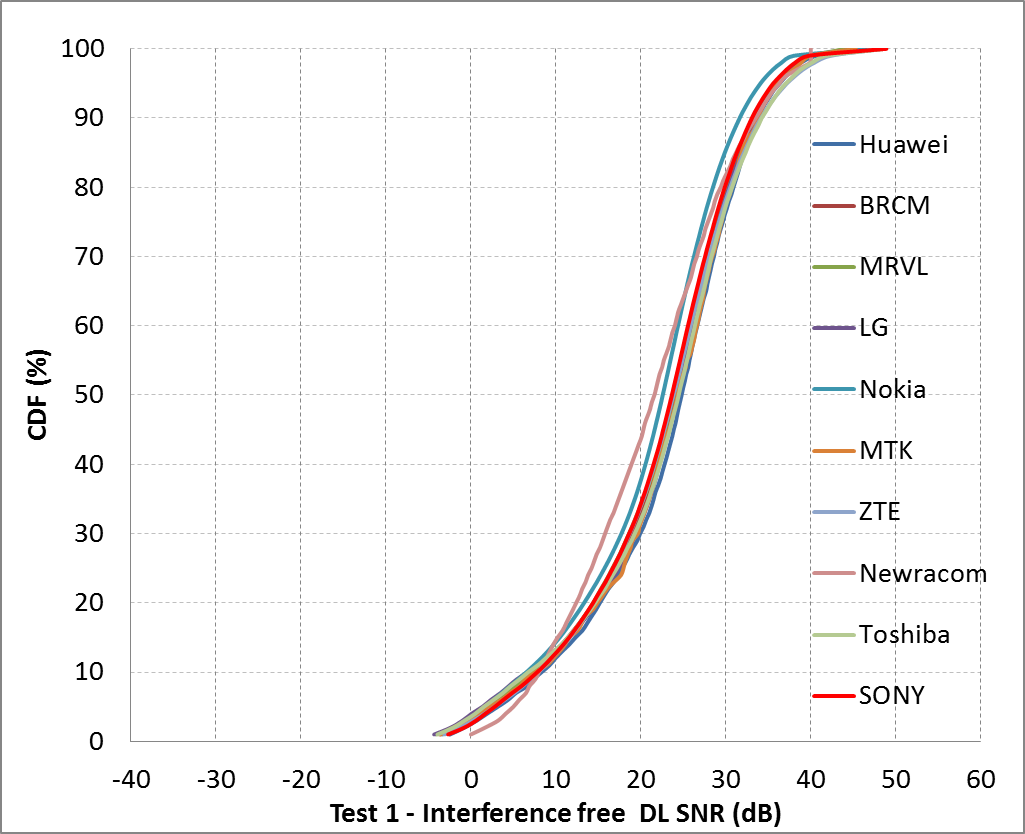 100
90
80
70
60
50
40
30
20
10
0
CDF (%)
-40 -30 -20 -10 0 10 20 30 40 50 60
Test 1 - Interference free DL SNR (dB)
Huawei
BRCM
MRVL
LG
Nokia
MTK
ZTE
Newracom
Toshiba
SONY